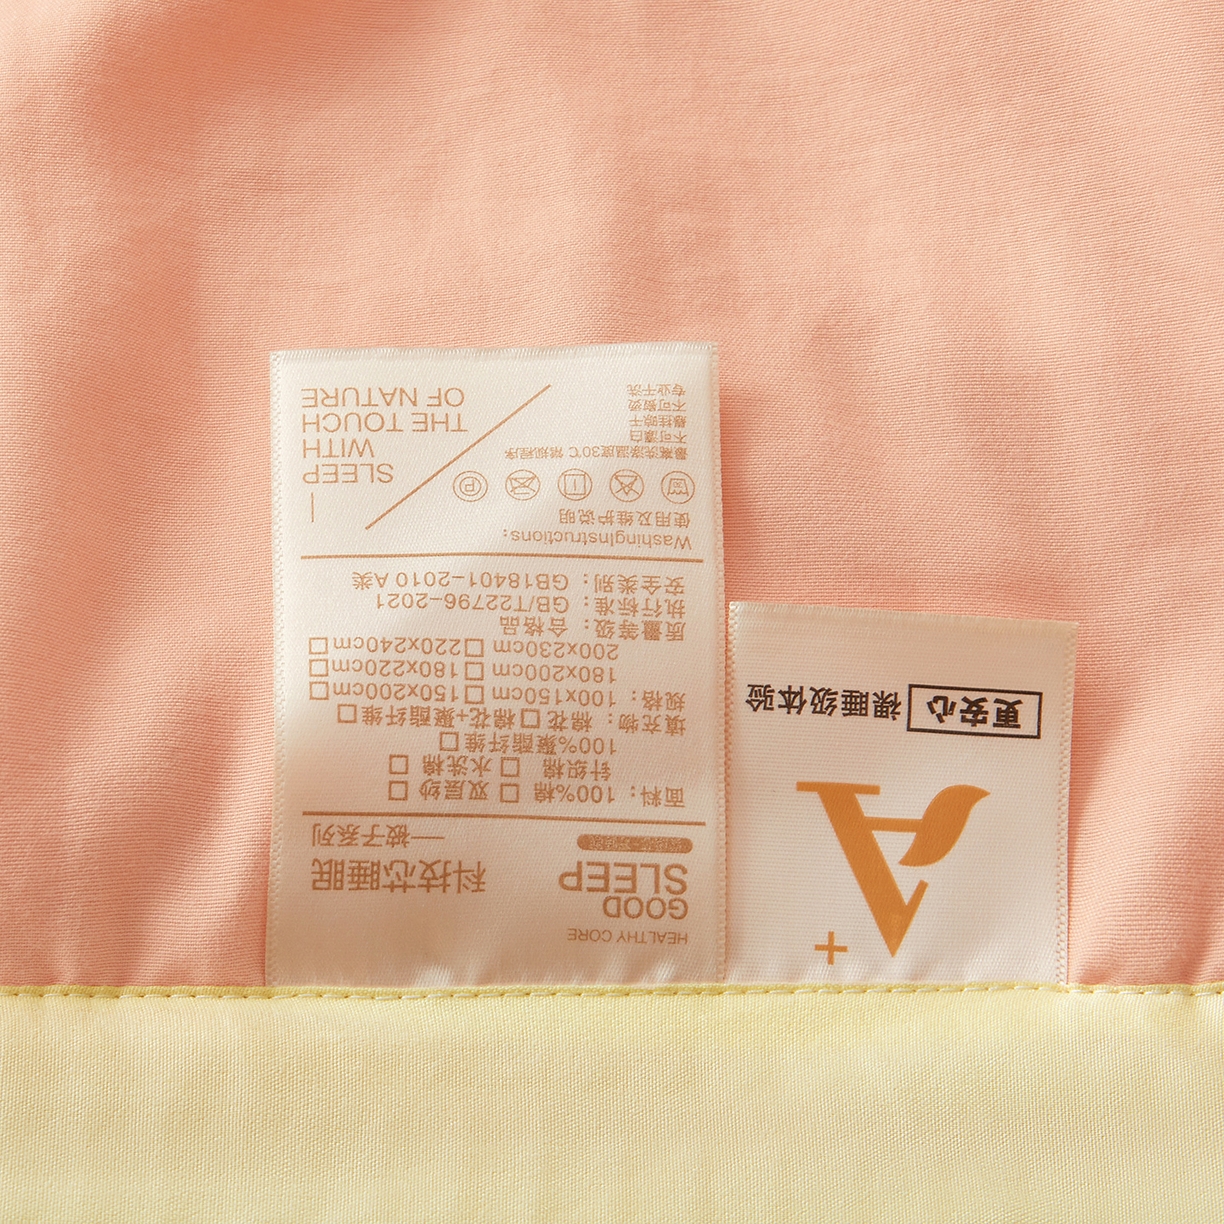 HEALTHY CORE
GOOD
SLEEP
科技芯睡眠
—被子系列
面料：100%棉 □ 双层纱 □
针织棉 □ 水洗棉 □
100%聚酯纤维 □
填充物：棉花 □ 棉花+聚酯纤维 □
规格：100x150cm □ 150x200cm □
180x200cm □ 180x220cm □
200x230cm □ 220x240cm □
质量等级：合格品
执行标准：GB/T22796-2021
安全类别：GB18401-2010 A类
WashingInstructions:
使用及维护说明
30
P
最高洗涤温度30℃ 常规程序
不可漂白
悬挂晾干
不可熨烫
专业干洗
SLEEP
WITH
THE TOUCH
OF NATURE
A+
更安心 裸睡级体验